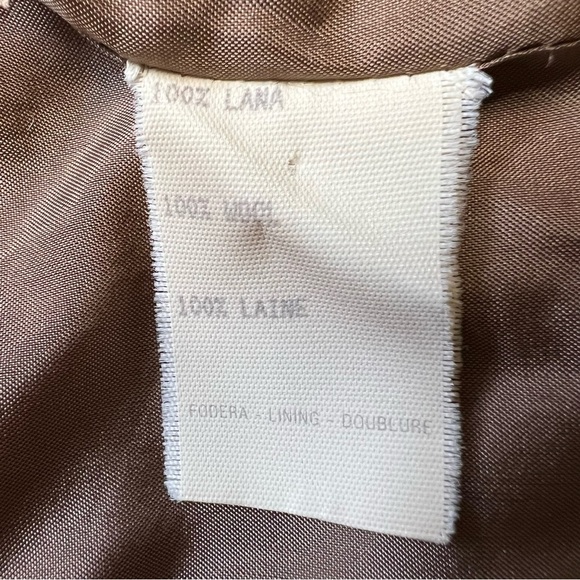 100% LANA
100% WOOL
100% LAINE
FODERA - LINING - DOUBLURE